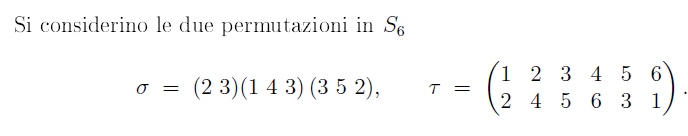 Si considerino le due permutazioni in S₆
σ = (2 3)(1 4 3)(3 5 2), τ = (1 2 3 4 5 6
2 4 5 6 3 1).